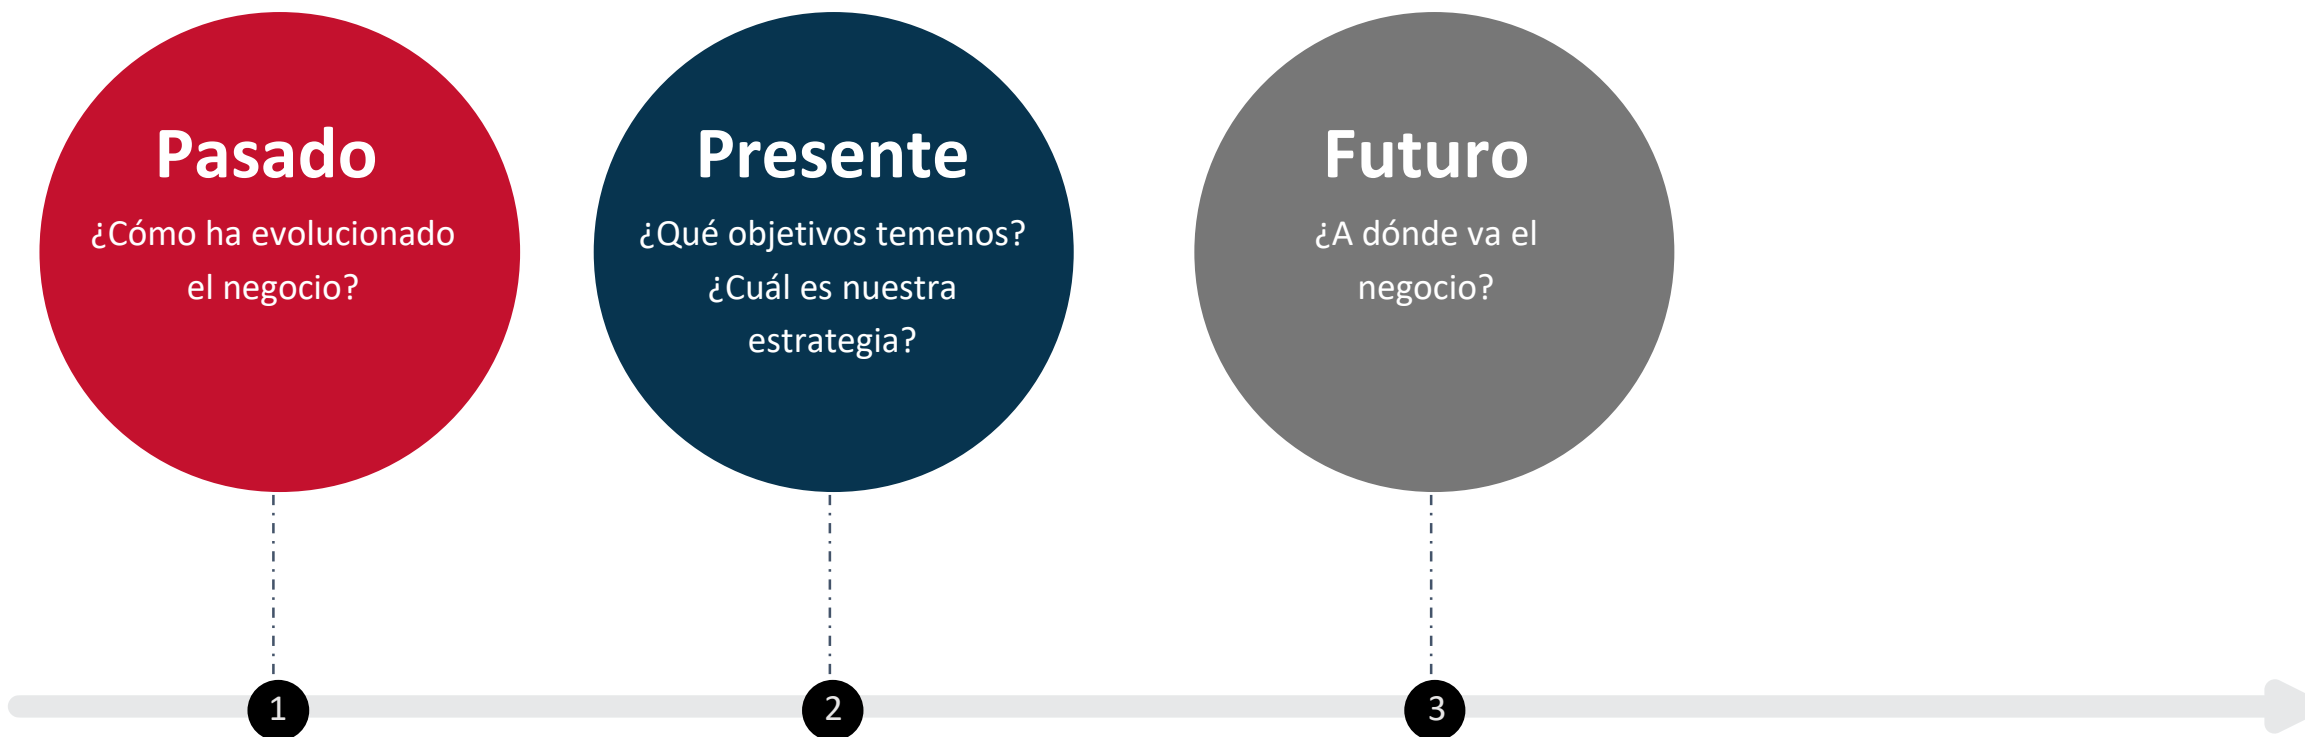 Pasado
¿Cómo ha evolucionado
el negocio?
Presente
¿Qué objetivos temenos?
¿Cuál es nuestra
estrategia?
Futuro
¿A dónde va el
negocio?
1
2
3